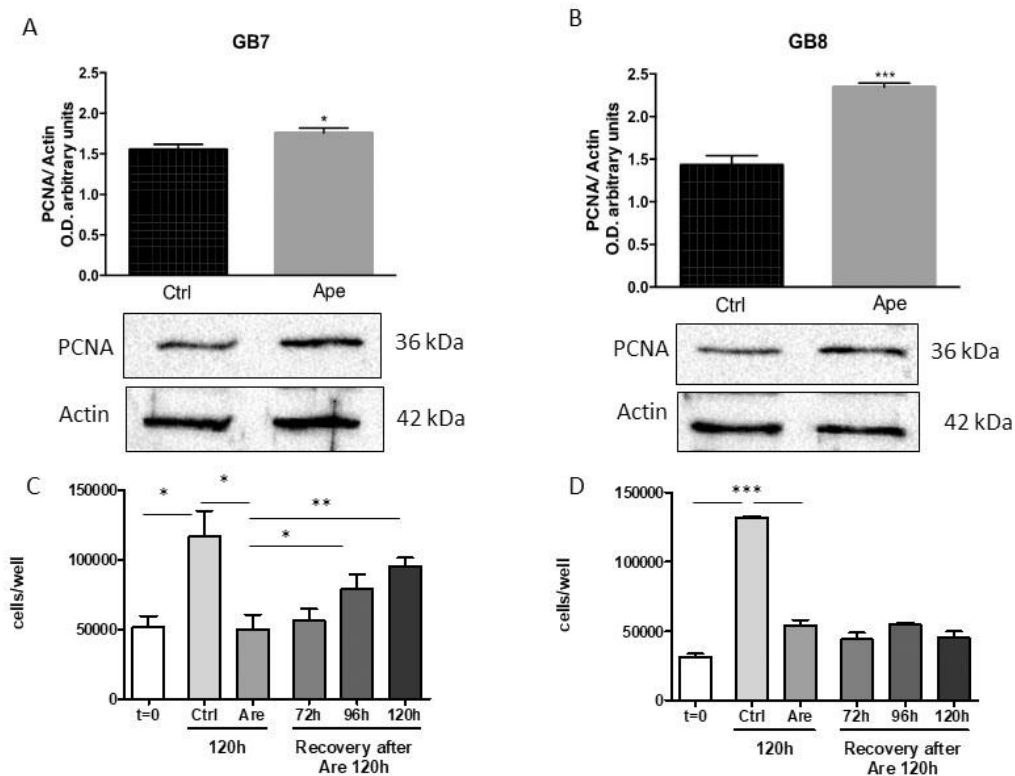 A
GB7
PCNA/ Actin
O.D. arbitrary units
2.5
2.0
1.5
1.0
0.5
0.0
*
Ctrl
Ape
PCNA
36 kDa
Actin
42 kDa
B
GB8
PCNA/ Actin
O.D. arbitrary units
2.5
2.0
1.5
2.5
0.5
0.0
***
Ctrl
Ape
PCNA
36 kDa
Actin
42 kDa
C
cells/well
150000
100000
50000
0
*
*
**
*
t=0
Ctrl
Are
72h
96h
120h
120h
Recovery after
Are 120h
D
cells/well
150000
100000
50000
0
***
t=0
Ctrl
Are
72h
96h
120h
120h
Recovery after
Are 120h